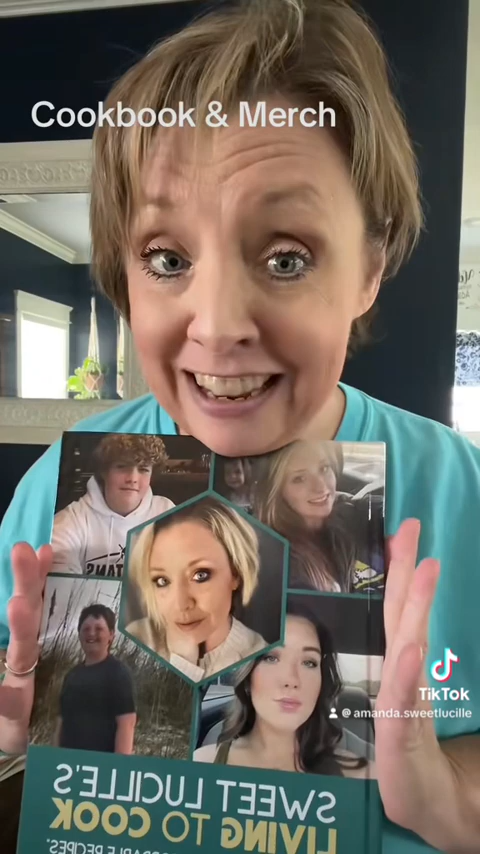 Cookbook & Merch
TikTok
@ amanda.sweetlucille
SWEET LUCILLE'S
LIVING TO COOK